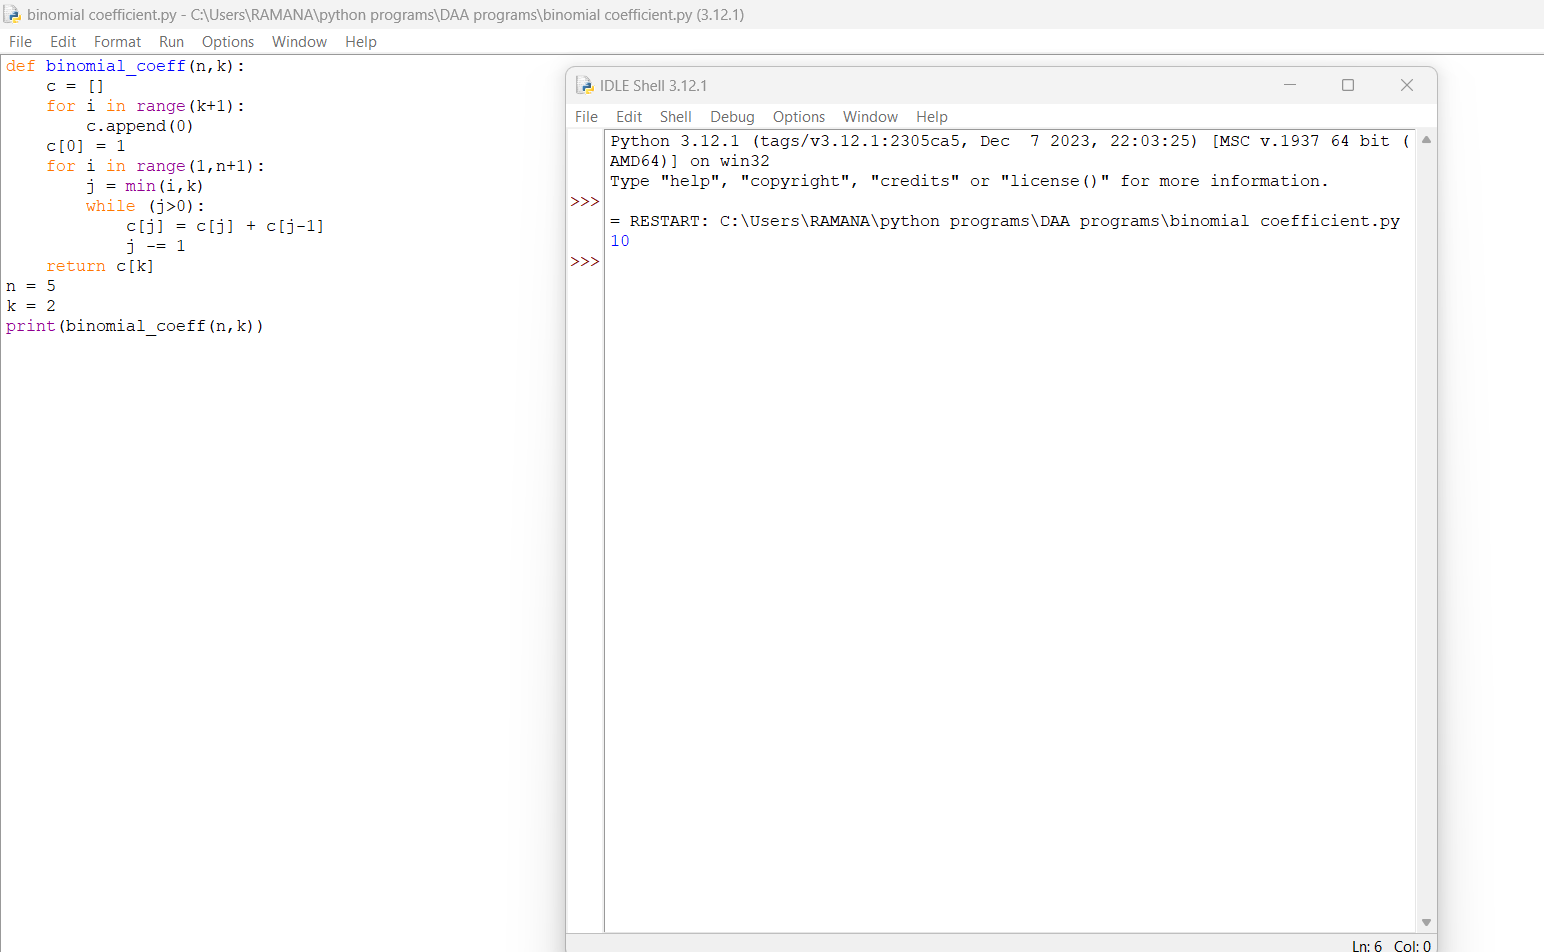 binomial coefficient.py - C:\Users\RAMANA\python programs\DAA programs\binomial coefficient.py (3.12.1)
File Edit Format Run Options Window Help
def binomial_coeff(n,k):
    c = []
    for i in range(k+1):
        c.append(0)
    c[0] = 1
    for i in range(1,n+1):
        j = min(i,k)
        while (j>0):
            c[j] = c[j] + c[j-1]
            j -= 1
    return c[k]
n = 5
k = 2
print(binomial_coeff(n,k))
IDLE Shell 3.12.1
File Edit Shell Debug Options Window Help
Python 3.12.1 (tags/v3.12.1:2305ca5, Dec  7 2023, 22:03:25) [MSC v.1937 64 bit (
AMD64)] on win32
Type "help", "copyright", "credits" or "license()" for more information.
>>>
= RESTART: C:\Users\RAMANA\python programs\DAA programs\binomial coefficient.py
10
>>>
Ln: 6 Col: 0